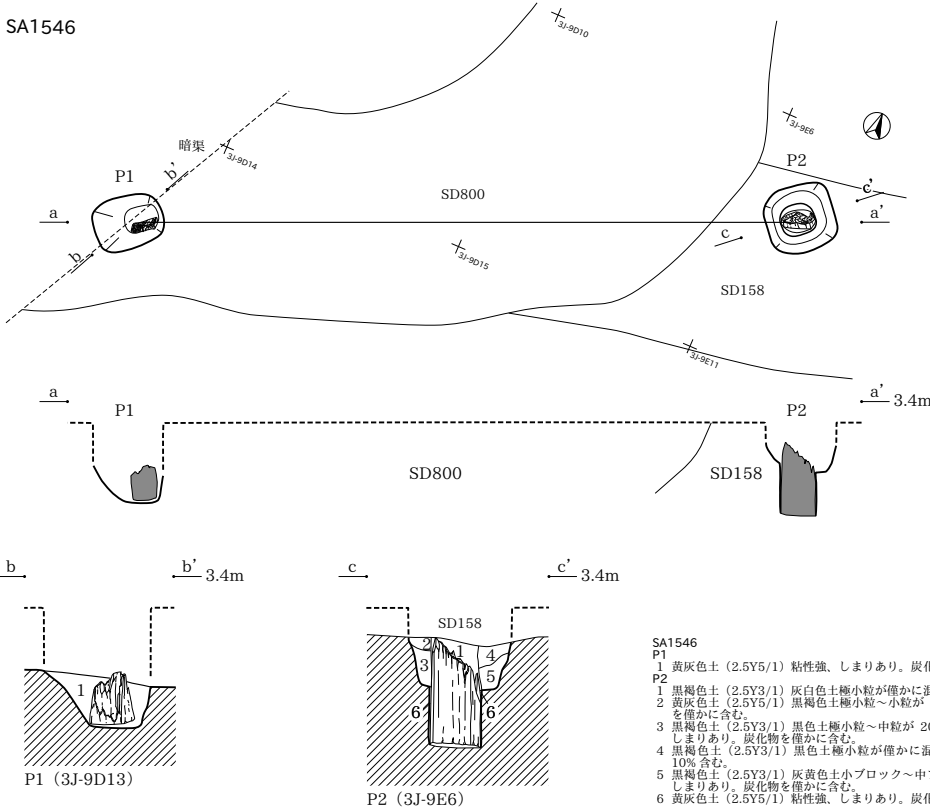 SA1546
3J-9D10
3J-9E6
暗渠
3J-9D14
b'
P1
P2
SD800
c'
a
a'
b
c
3J-9D15
SD158
3J-9E11
a
a'
3.4m
P1
P2
SD800
SD158
b
b'
3.4m
c
c'
3.4m
SD158
1
2
1
4
3
5
6
6
P1(3J-9D13)
P2(3J-9E6)
SA1546
P1
1 黄灰色土(2.5Y5/1)粘性強、しまりあり。炭化
P2
1 黒褐色土(2.5Y3/1)灰白色土極小粒が僅かに混
2 黄灰色土(2.5Y5/1)黒褐色土極小粒~小粒が
を僅かに含む。
3 黒褐色土(2.5Y3/1)黒色土極小粒~中粒が 20
しまりあり。炭化物を僅かに含む。
4 黒褐色土(2.5Y3/1)黒色土極小粒が僅かに混
10% 含む。
5 黒褐色土(2.5Y3/1)灰黄色土小ブロック~中ブ
しまりあり。炭化物を僅かに含む。
6 黄灰色土(2.5Y5/1)粘性強、しまりあり。炭化